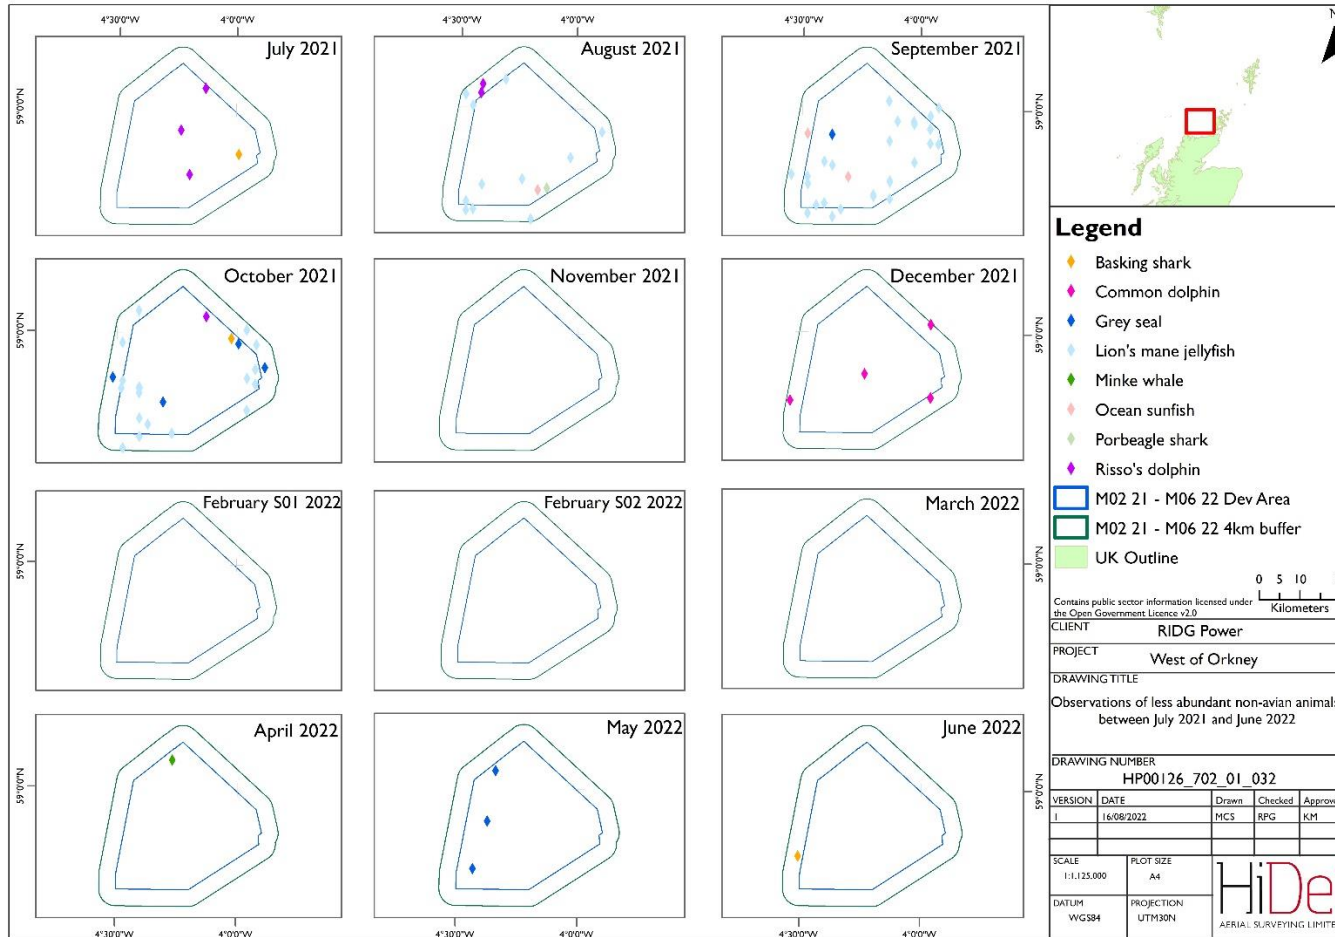 4°30'0"W 4°0'0"W 4°30'0"W 4°0'0"W 4°30'0"W 4°0'0"W
July 2021
August 2021
September 2021
59°0'0"N
59°0'0"N
October 2021
November 2021
December 2021
59°0'0"N
59°0'0"N
February S01 2022
February S02 2022
March 2022
59°0'0"N
59°0'0"N
April 2022
May 2022
June 2022
59°0'0"N
59°0'0"N
4°30'0"W 4°0'0"W 4°30'0"W 4°0'0"W 4°30'0"W 4°0'0"W
N
Legend
Basking shark
Common dolphin
Grey seal
Lion's mane jellyfish
Minke whale
Ocean sunfish
Porbeagle shark
Risso's dolphin
M02 21 - M06 22 Dev Area
M02 21 - M06 22 4km buffer
UK Outline
0 5 10
Kilometers
Contains public sector information licensed under
the Open Government Licence v2.0
CLIENT
RIDG Power
PROJECT
West of Orkney
DRAWING TITLE
Observations of less abundant non-avian animals
between July 2021 and June 2022
DRAWING NUMBER
HP00126_702_01_032
VERSION DATE Drawn Checked Approve
1 16/08/2022 MCS RPG KM
SCALE PLOT SIZE
1:1,125,000 A4
DATUM PROJECTION
WGS84 UTM30N
HiDe
AERIAL SURVEYING LIMITE